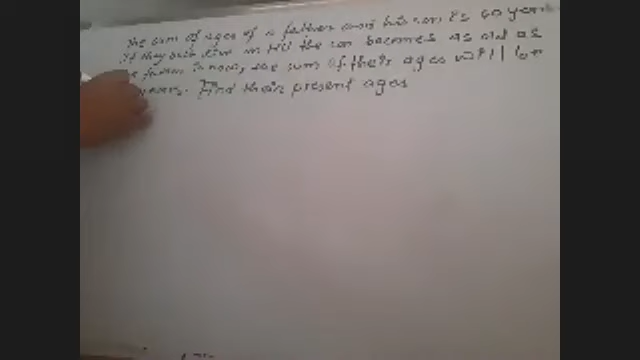 The sum of ages of a father and his son is 60 years
If they both live on till the son becomes as old as
father is now, the sum of their ages will be
years. Find their present ages